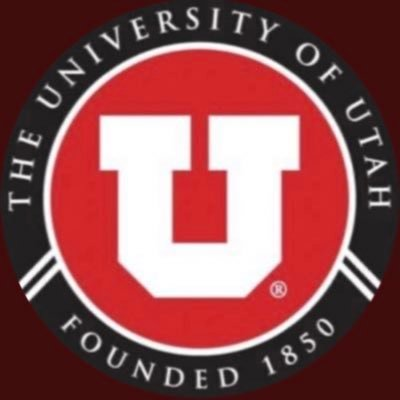 THE UNIVERSITY OF UTAH
U®
FOUNDED 1850